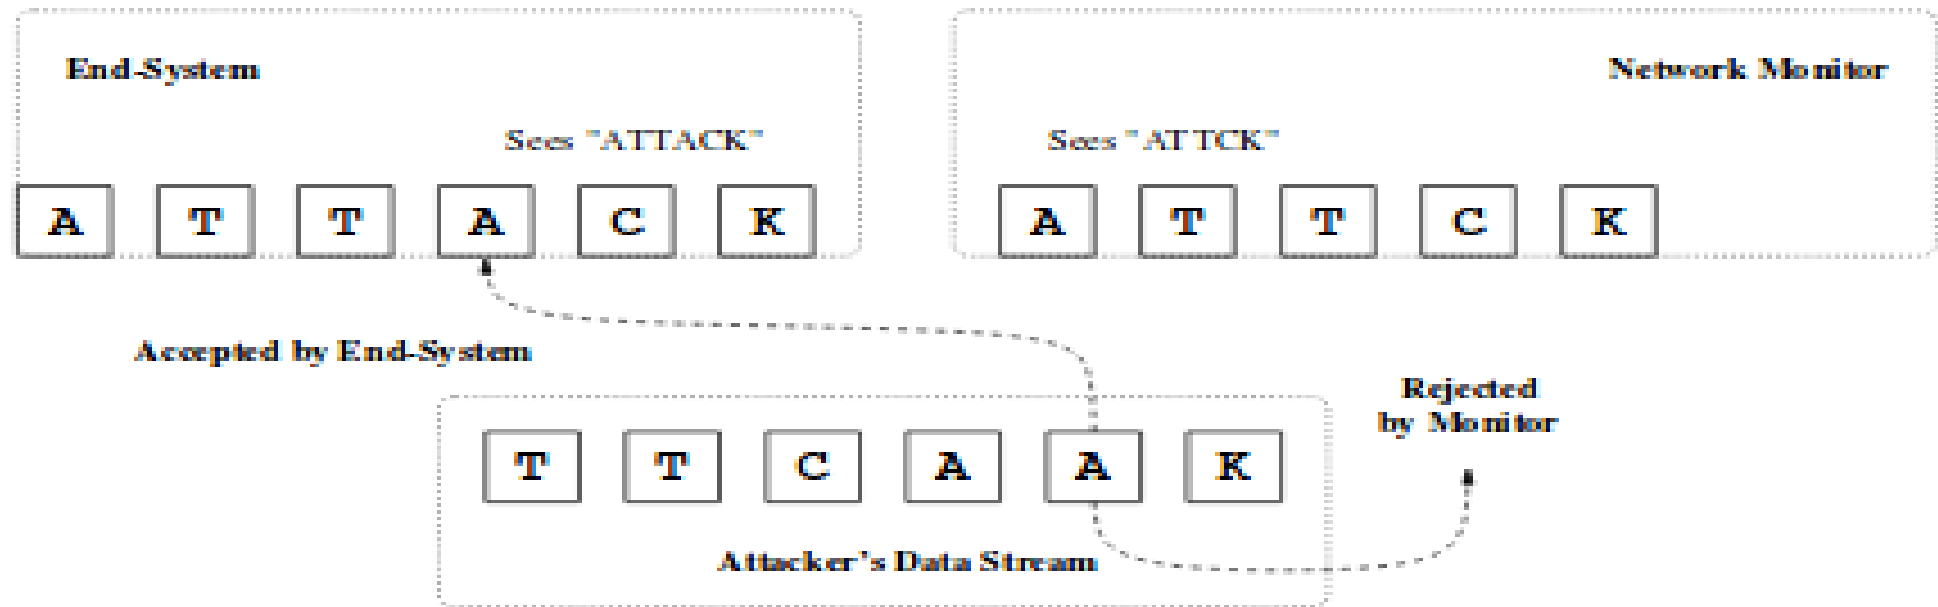 End-System
Network Monitor
Sees "ATTACK"
Sees "ATTCK"
A T T A C K
A T T C K
Accepted by End-System
Rejected
by Monitor
T T C A A K
Attacker's Data Stream